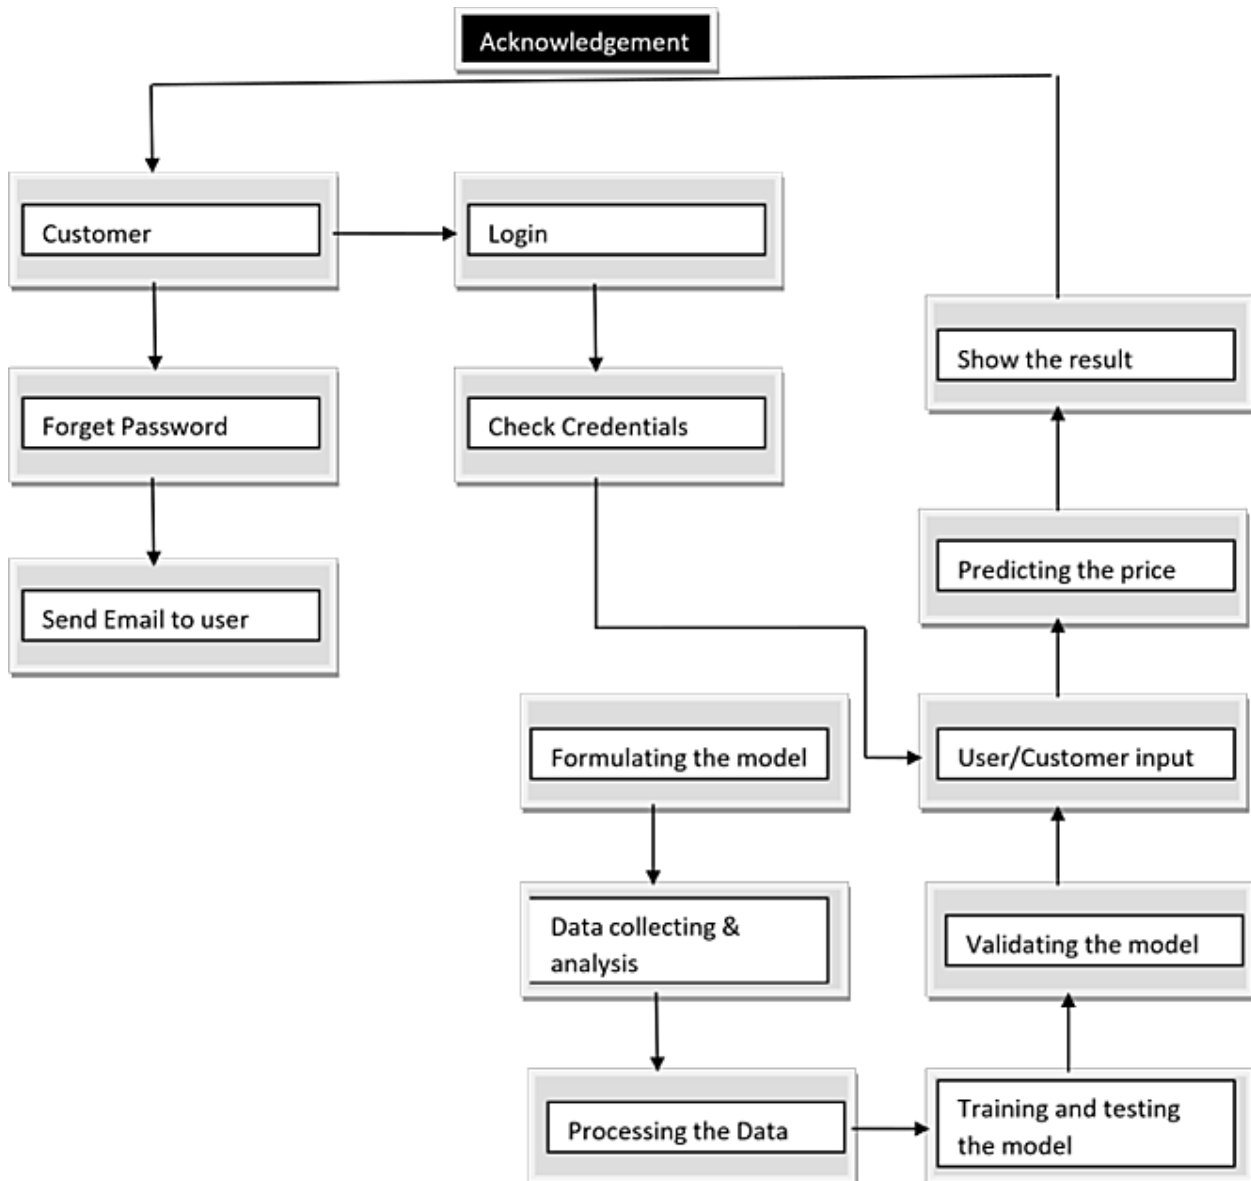 Acknowledgement
Customer
Login
Show the result
Forget Password
Check Credentials
Predicting the price
Send Email to user
Formulating the model
User/Customer input
Data collecting &
analysis
Validating the model
Processing the Data
Training and testing
the model